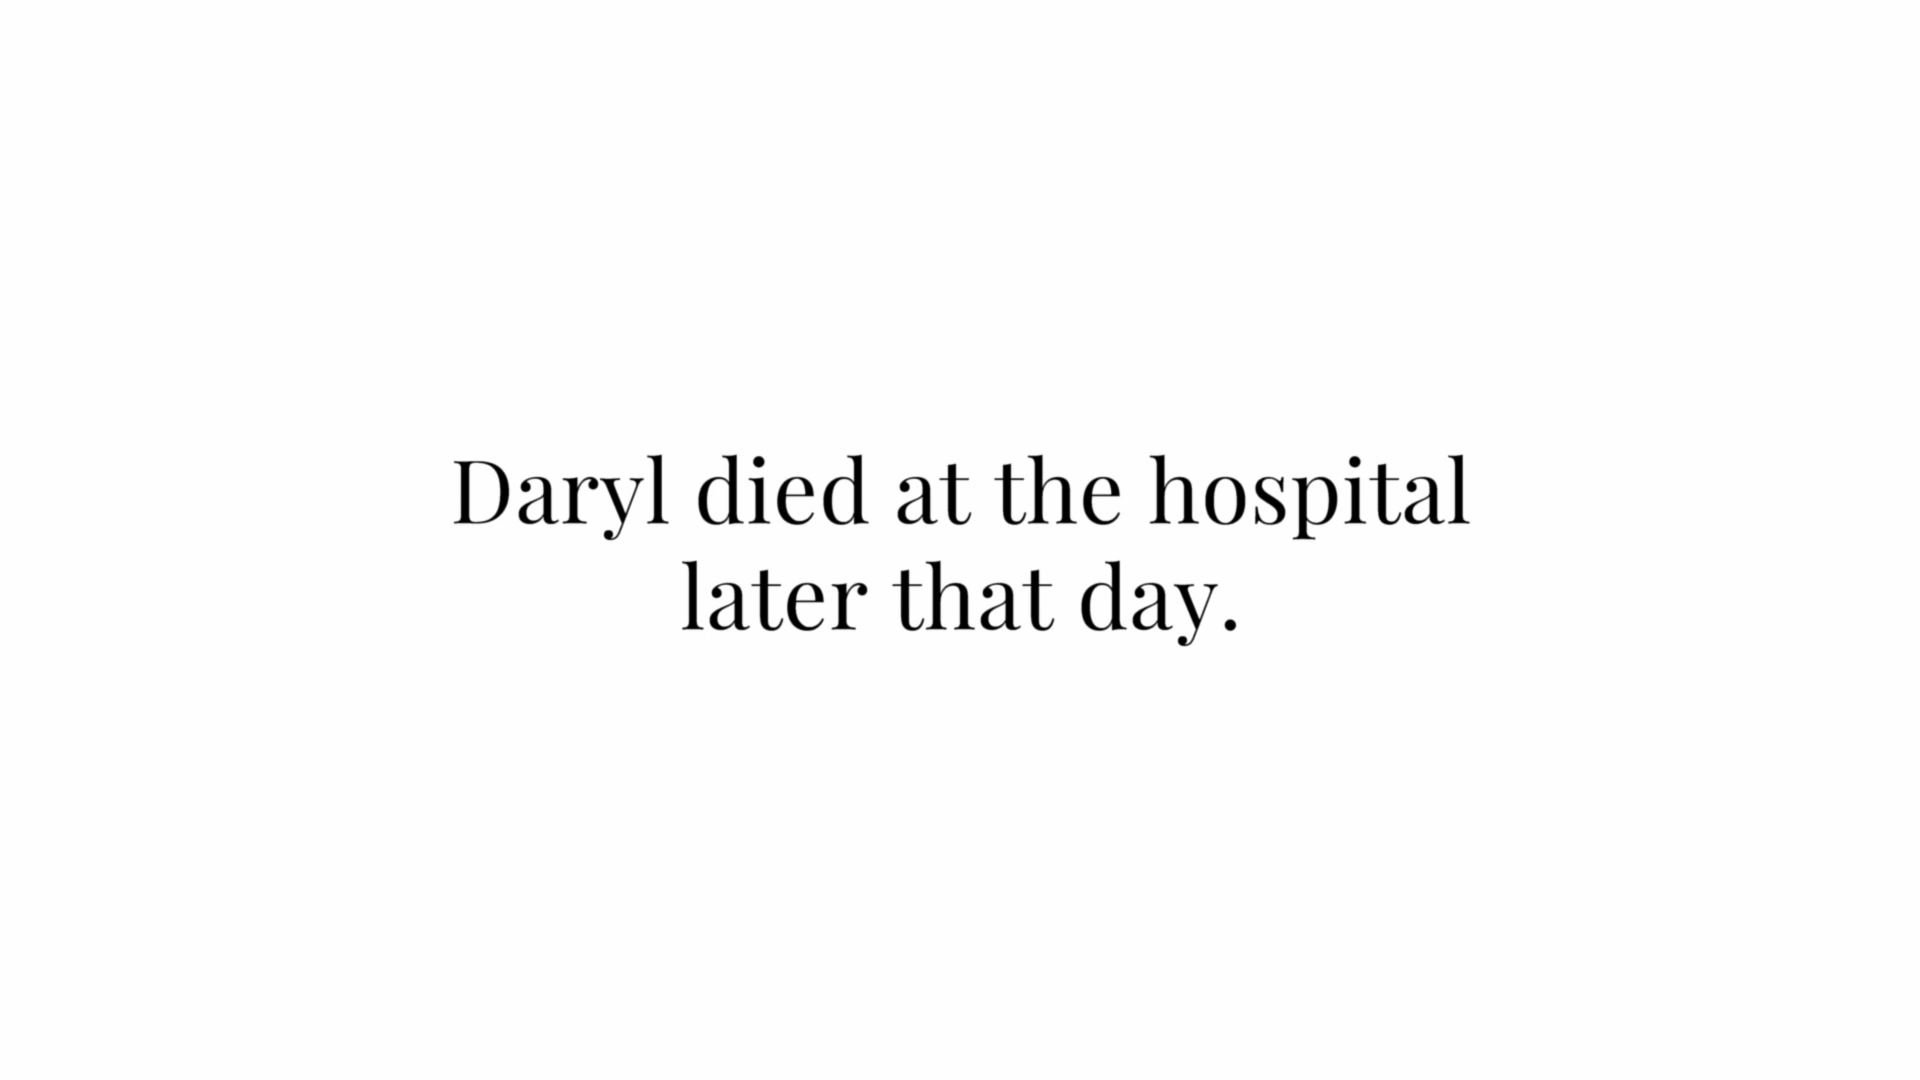 Daryl died at the hospital
later that day.